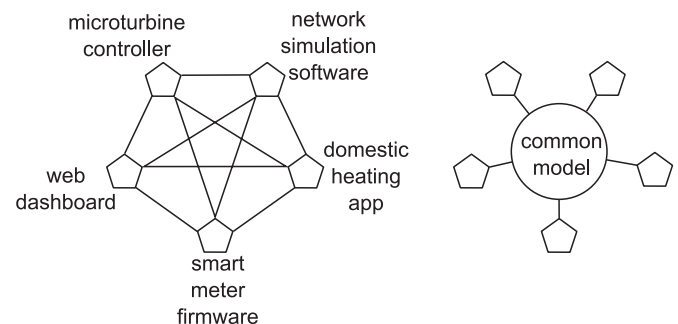 microturbine
controller
network
simulation
software
web
dashboard
domestic
heating
app
smart
meter
firmware
common
model